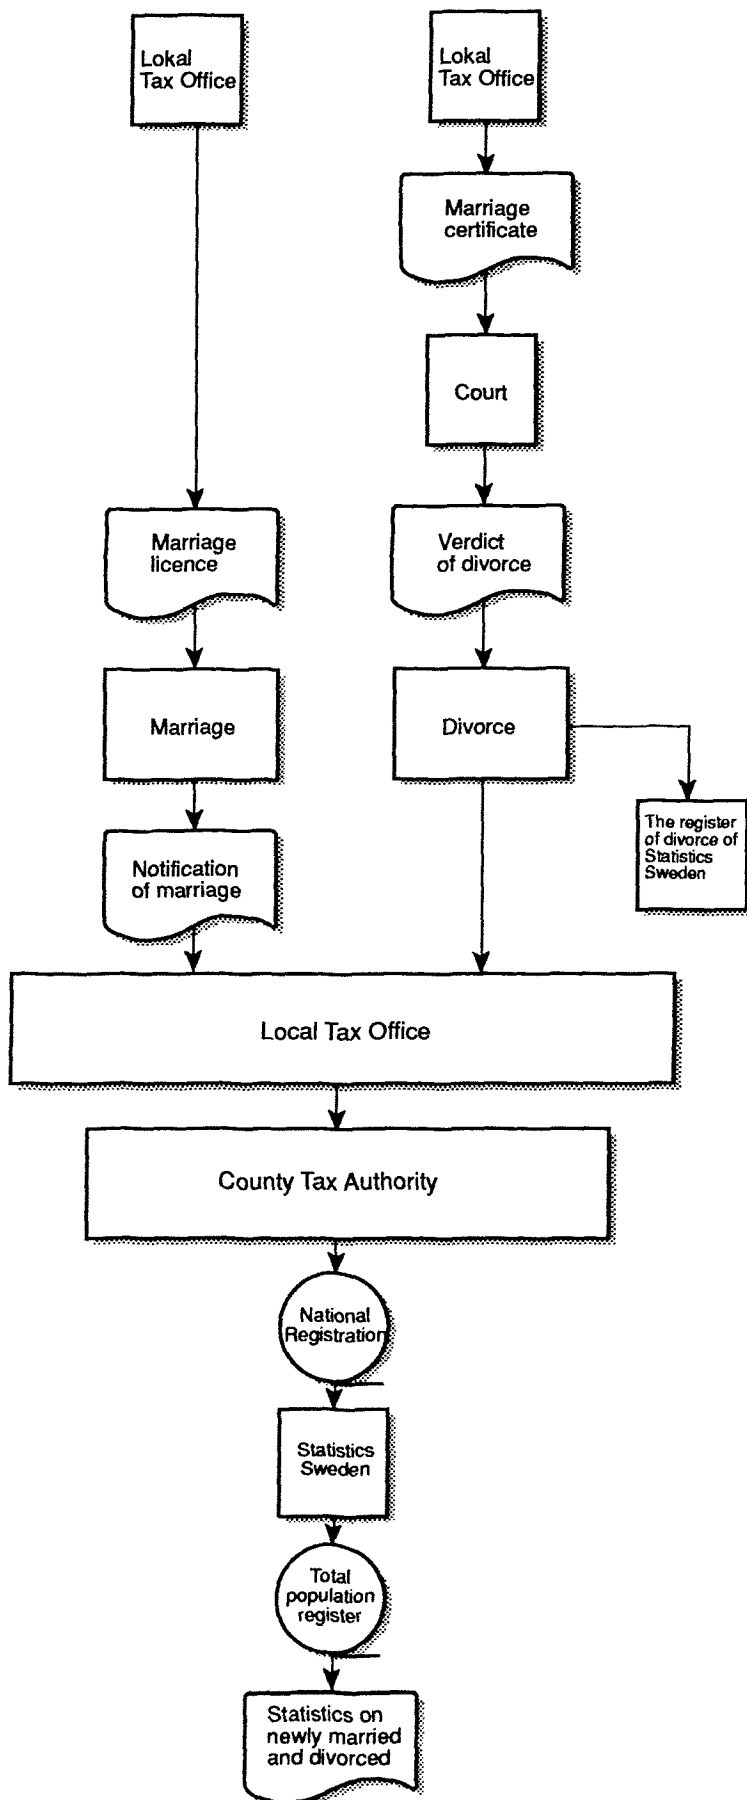 Lokal
Tax Office
Lokal
Tax Office
Marriage
certificate
Court
Marriage
licence
Verdict
of divorce
Marriage
Divorce
The register
of divorce of
Statistics
Sweden
Notification
of marriage
Local Tax Office
County Tax Authority
National
Registration
Statistics
Sweden
Total
population
register
Statistics on
newly married
and divorced